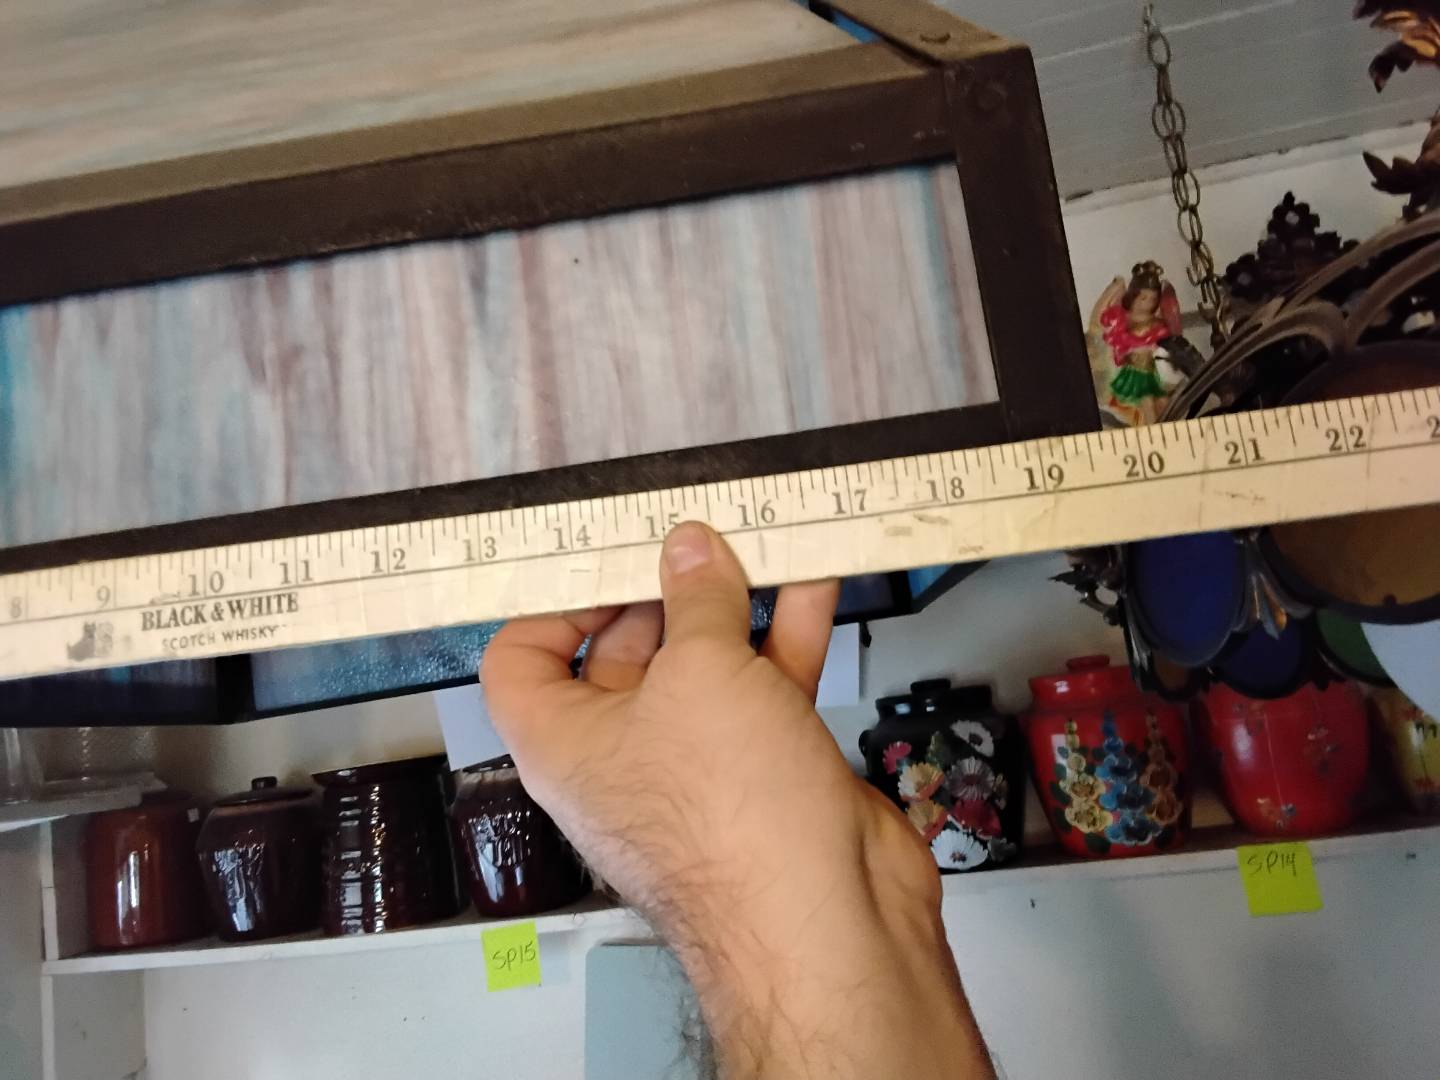 8 9 10 11 12 13 14 15 16 17 18 19 20 21 22 2
BLACK & WHITE
SCOTCH WHISKY
SP14
SP15